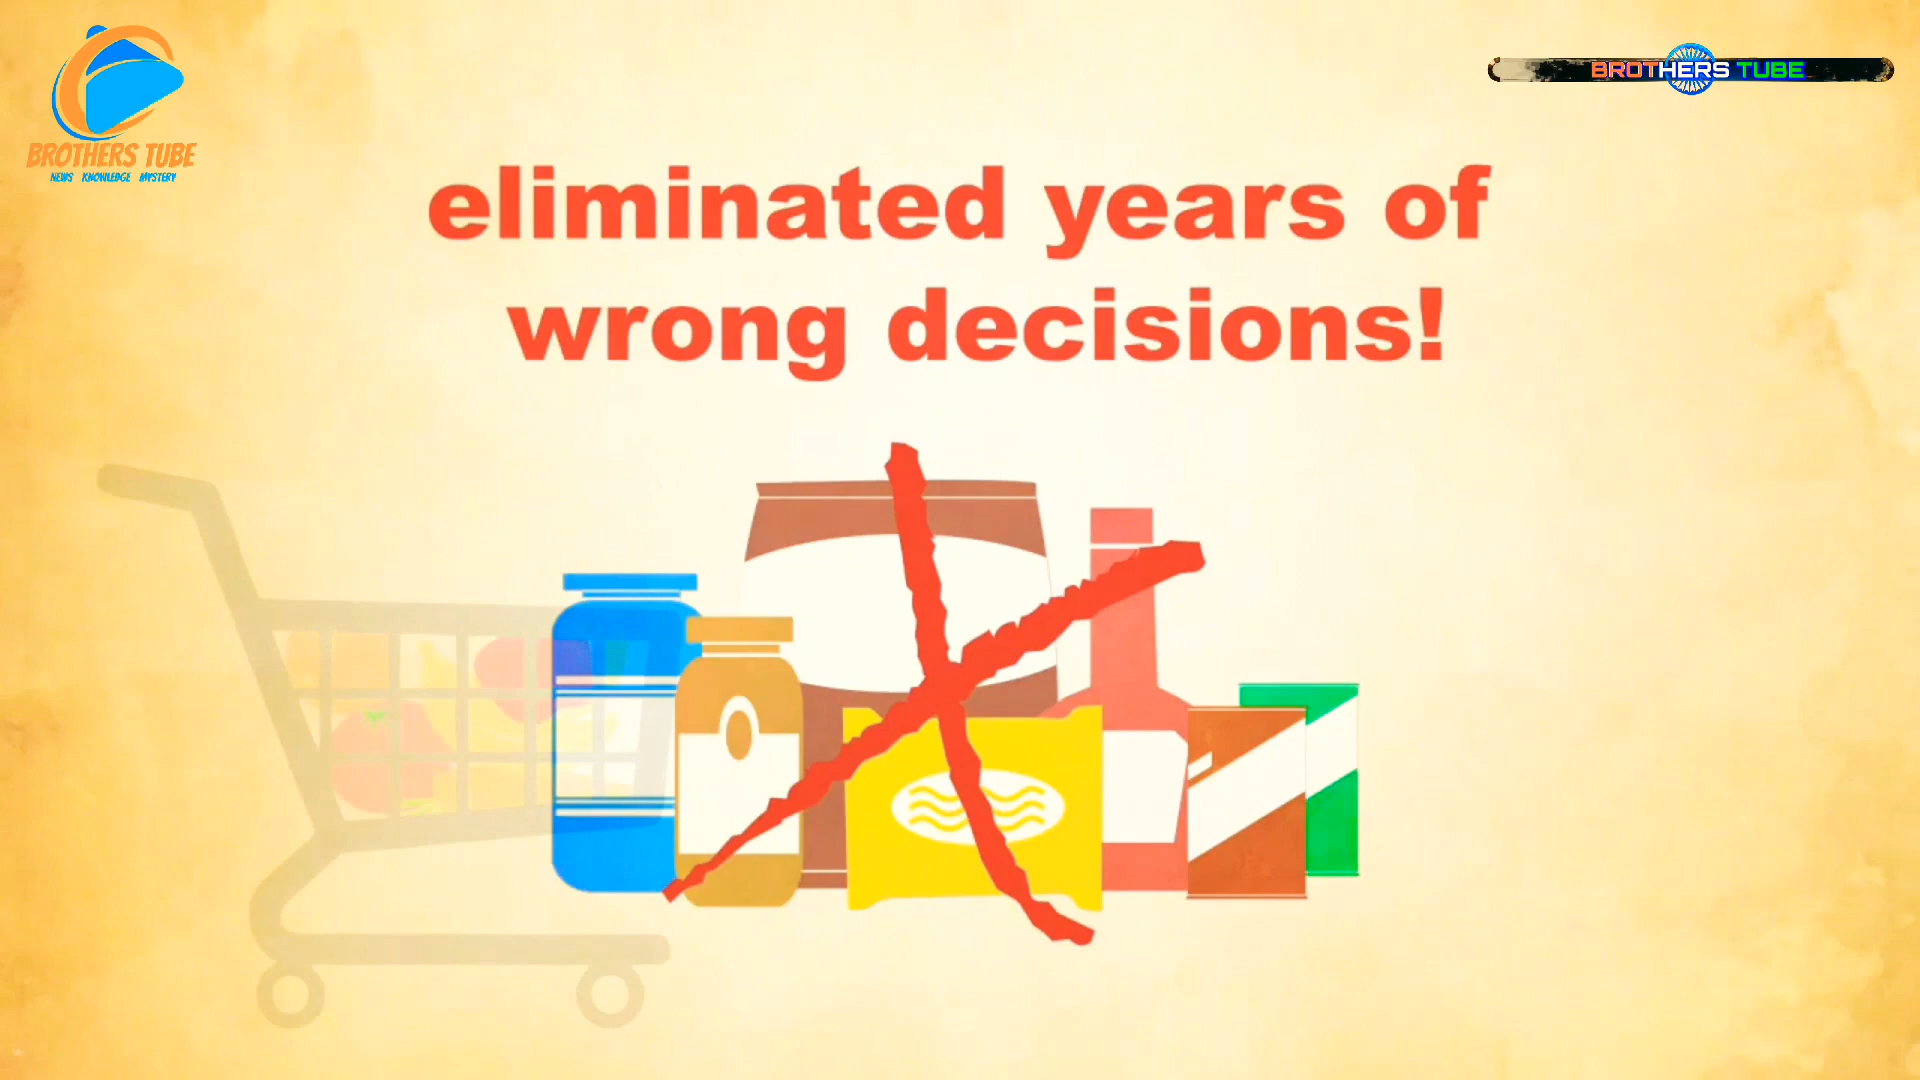 BROTHERS TUBE
NEWS KNOWLEDGE MYSTERY
BROTHERS TUBE
eliminated years of
wrong decisions!